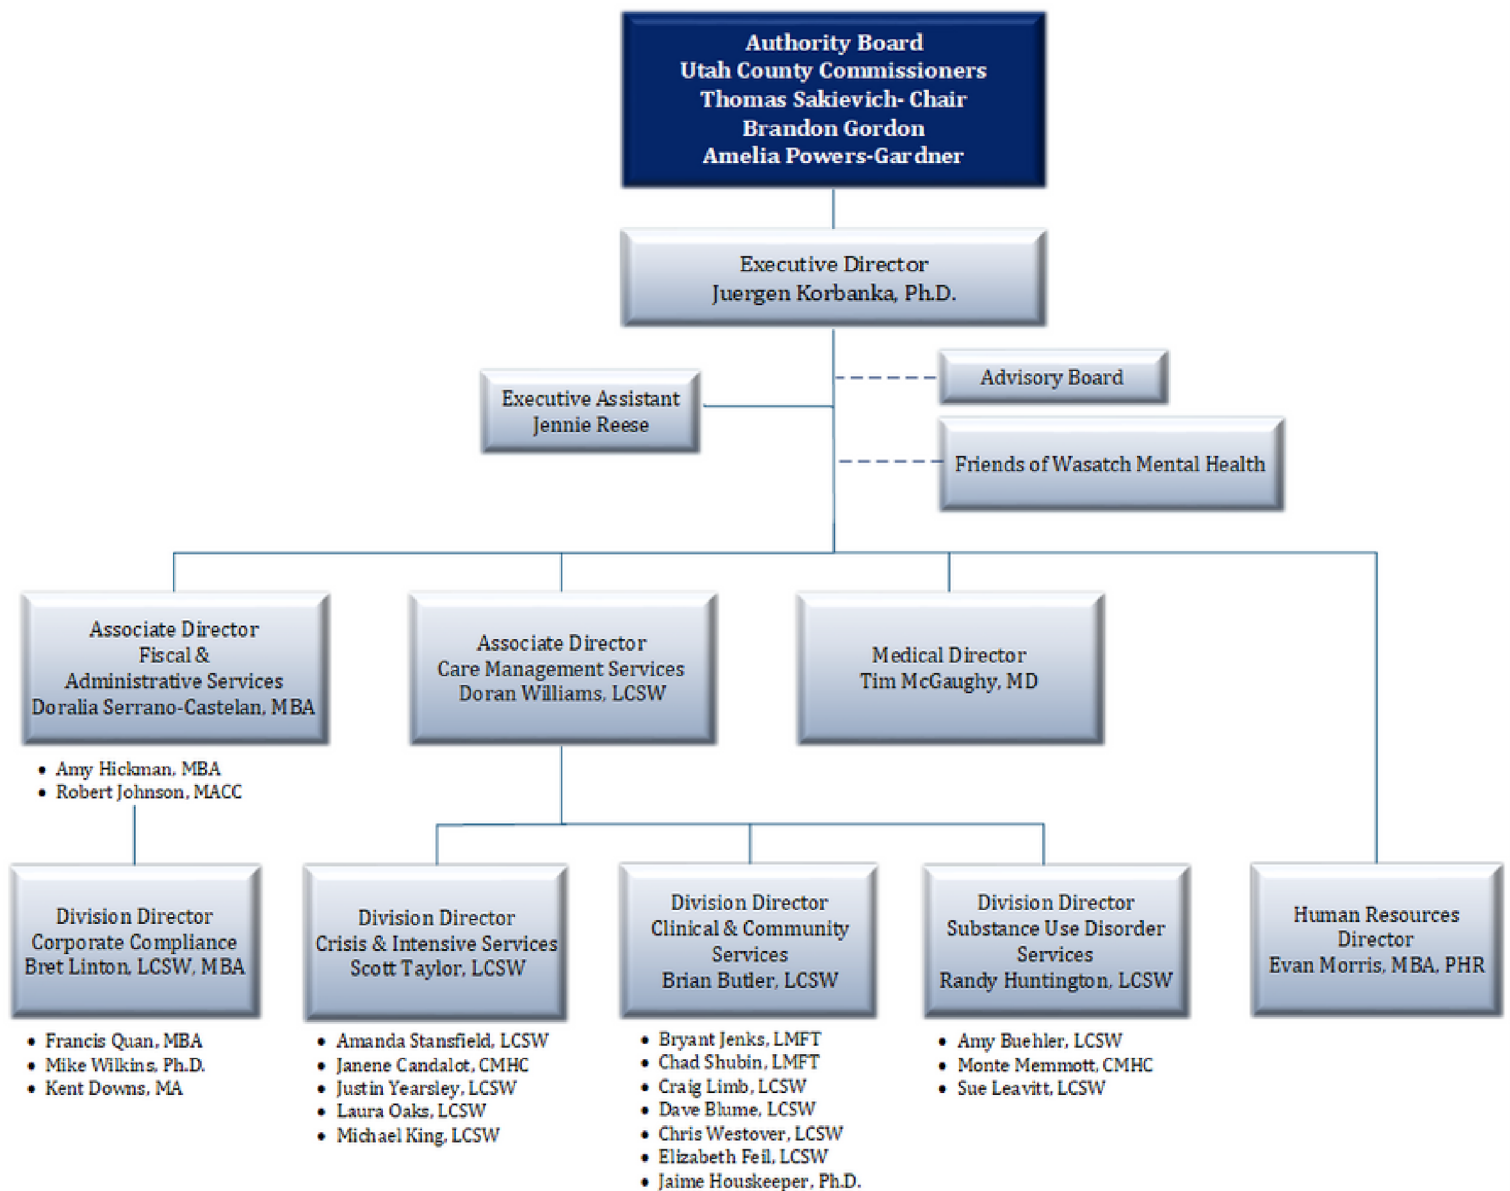 Authority Board
Utah County Commissioners
Thomas Sakievich- Chair
Brandon Gordon
Amelia Powers-Gardner
Executive Director
Juergen Korbanka, Ph.D.
Advisory Board
Executive Assistant
Jennie Reese
Friends of Wasatch Mental Health
Associate Director
Fiscal &
Administrative Services
Doralia Serrano-Castelan, MBA
• Amy Hickman, MBA
• Robert Johnson, MACC
Associate Director
Care Management Services
Doran Williams, LCSW
Medical Director
Tim McGaughy, MD
Division Director
Corporate Compliance
Bret Linton, LCSW, MBA
• Francis Quan, MBA
• Mike Wilkins, Ph.D.
• Kent Downs, MA
Division Director
Crisis & Intensive Services
Scott Taylor, LCSW
• Amanda Stansfield, LCSW
• Janene Candalot, CMHC
• Justin Yearsley, LCSW
• Laura Oaks, LCSW
• Michael King, LCSW
Division Director
Clinical & Community
Services
Brian Butler, LCSW
• Bryant Jenks, LMFT
• Chad Shubin, LMFT
• Craig Limb, LCSW
• Dave Blume, LCSW
• Chris Westover, LCSW
• Elizabeth Feil, LCSW
• Jaime Houskeeper, Ph.D.
Division Director
Substance Use Disorder
Services
Randy Huntington, LCSW
• Amy Buehler, LCSW
• Monte Memmott, CMHC
• Sue Leavitt, LCSW
Human Resources
Director
Evan Morris, MBA, PHR